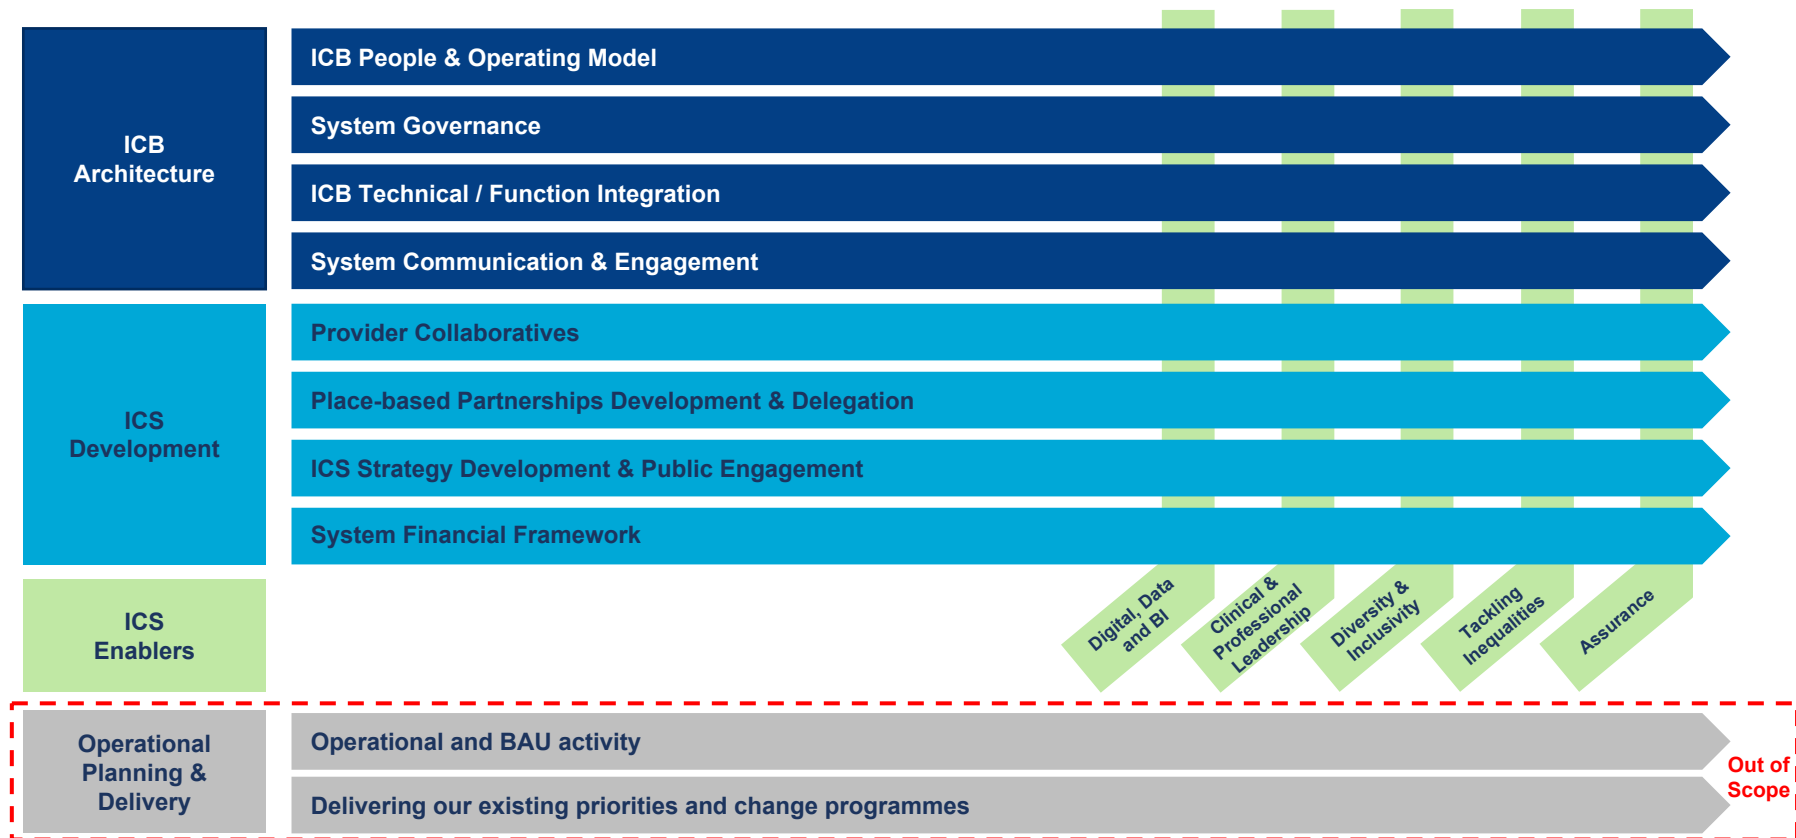 ICB
Architecture
ICB People & Operating Model
System Governance
ICB Technical / Function Integration
System Communication & Engagement
ICS
Development
Provider Collaboratives
Place-based Partnerships Development & Delegation
ICS Strategy Development & Public Engagement
System Financial Framework
ICS
Enablers
Digital, Data
and BI
Clinical &
Professional
Leadership
Diversity &
Inclusivity
Tackling
Inequalities
Assurance
Operational
Planning &
Delivery
Operational and BAU activity
Delivering our existing priorities and change programmes
Out of
Scope